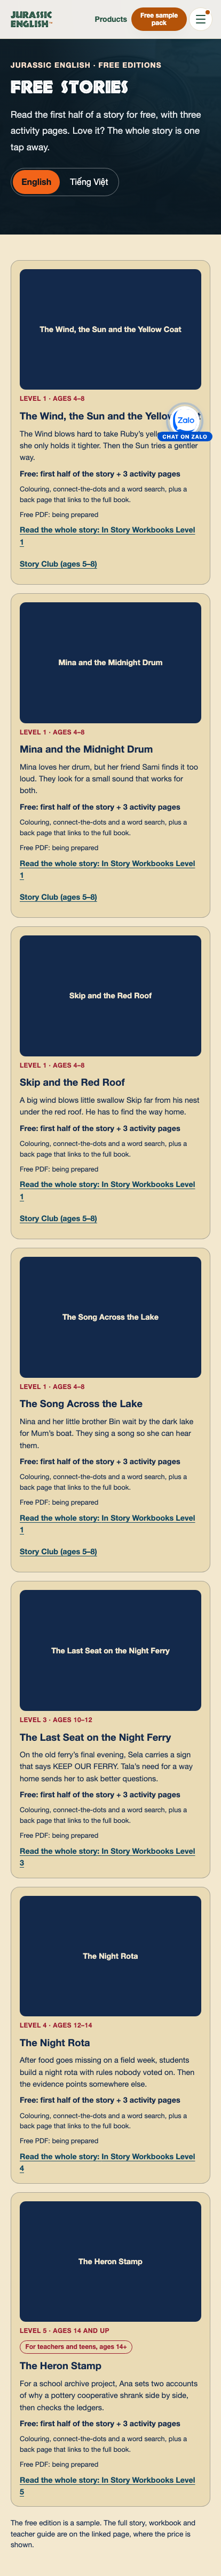 JURASSIC
ENGLISH
Products
Free sample
pack
JURASSIC ENGLISH · FREE EDITIONS
FREE STORIES
Read the first half of a story for free, with three
activity pages. Love it? The whole story is one
tap away.
English
Tiếng Việt
The Wind, the Sun and the Yellow Coat
LEVEL 1 · AGES 4–8
The Wind, the Sun and the Yellow
Zalo
CHAT ON ZALO
The Wind blows hard to take Ruby's
she only holds it tighter. Then the Sun tries a gentler
way.
Free: first half of the story + 3 activity pages
Colouring, connect-the-dots and a word search, plus a
back page that links to the full book.
Free PDF: being prepared
Read the whole story: In Story Workbooks Level
1
Story Club (ages 5–8)
Mina and the Midnight Drum
LEVEL 1 · AGES 4–8
Mina and the Midnight Drum
Mina loves her drum, but her friend Sami finds it too
loud. They look for a small sound that works for
both.
Free: first half of the story + 3 activity pages
Colouring, connect-the-dots and a word search, plus a
back page that links to the full book.
Free PDF: being prepared
Read the whole story: In Story Workbooks Level
1
Story Club (ages 5–8)
Skip and the Red Roof
LEVEL 1 · AGES 4–8
Skip and the Red Roof
A big wind blows little swallow Skip far from his nest
under the red roof. He has to find the way home.
Free: first half of the story + 3 activity pages
Colouring, connect-the-dots and a word search, plus a
back page that links to the full book.
Free PDF: being prepared
Read the whole story: In Story Workbooks Level
1
Story Club (ages 5–8)
The Song Across the Lake
LEVEL 1 · AGES 4–8
The Song Across the Lake
Nina and her little brother Bin wait by the dark lake
for Mum's boat. They sing a song so she can hear
them.
Free: first half of the story + 3 activity pages
Colouring, connect-the-dots and a word search, plus a
back page that links to the full book.
Free PDF: being prepared
Read the whole story: In Story Workbooks Level
1
Story Club (ages 5–8)
The Last Seat on the Night Ferry
LEVEL 3 · AGES 10–12
The Last Seat on the Night Ferry
On the old ferry's final evening, Sela carries a sign
that says KEEP OUR FERRY. Tala's need for a way
home sends her to ask better questions.
Free: first half of the story + 3 activity pages
Colouring, connect-the-dots and a word search, plus a
back page that links to the full book.
Free PDF: being prepared
Read the whole story: In Story Workbooks Level
3
The Night Rota
LEVEL 4 · AGES 12–14
The Night Rota
After food goes missing on a field week, students
build a night rota with rules nobody voted on. Then
the evidence points somewhere else.
Free: first half of the story + 3 activity pages
Colouring, connect-the-dots and a word search, plus a
back page that links to the full book.
Free PDF: being prepared
Read the whole story: In Story Workbooks Level
4
The Heron Stamp
LEVEL 5 · AGES 14 AND UP
For teachers and teens, ages 14+
The Heron Stamp
For a school archive project, Ana sets two accounts
of why a pottery cooperative shrank side by side,
then checks the ledgers.
Free: first half of the story + 3 activity pages
Colouring, connect-the-dots and a word search, plus a
back page that links to the full book.
Free PDF: being prepared
Read the whole story: In Story Workbooks Level
5
The free edition is a sample. The full story, workbook and
teacher guide are on the linked page, where the price is
shown.